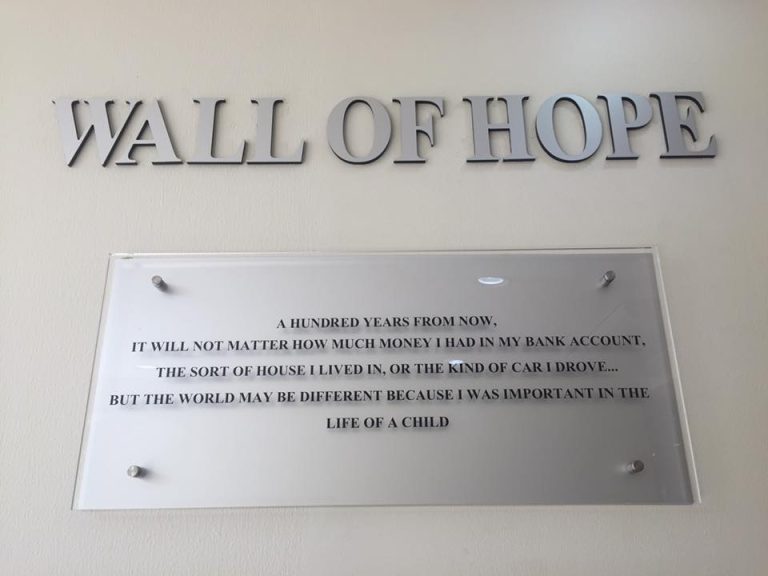 WALL OF HOPE
A HUNDRED YEARS FROM NOW,
IT WILL NOT MATTER HOW MUCH MONEY I HAD IN MY BANK ACCOUNT,
THE SORT OF HOUSE I LIVED IN, OR THE KIND OF CAR I DROVE...
BUT THE WORLD MAY BE DIFFERENT BECAUSE I WAS IMPORTANT IN THE
LIFE OF A CHILD